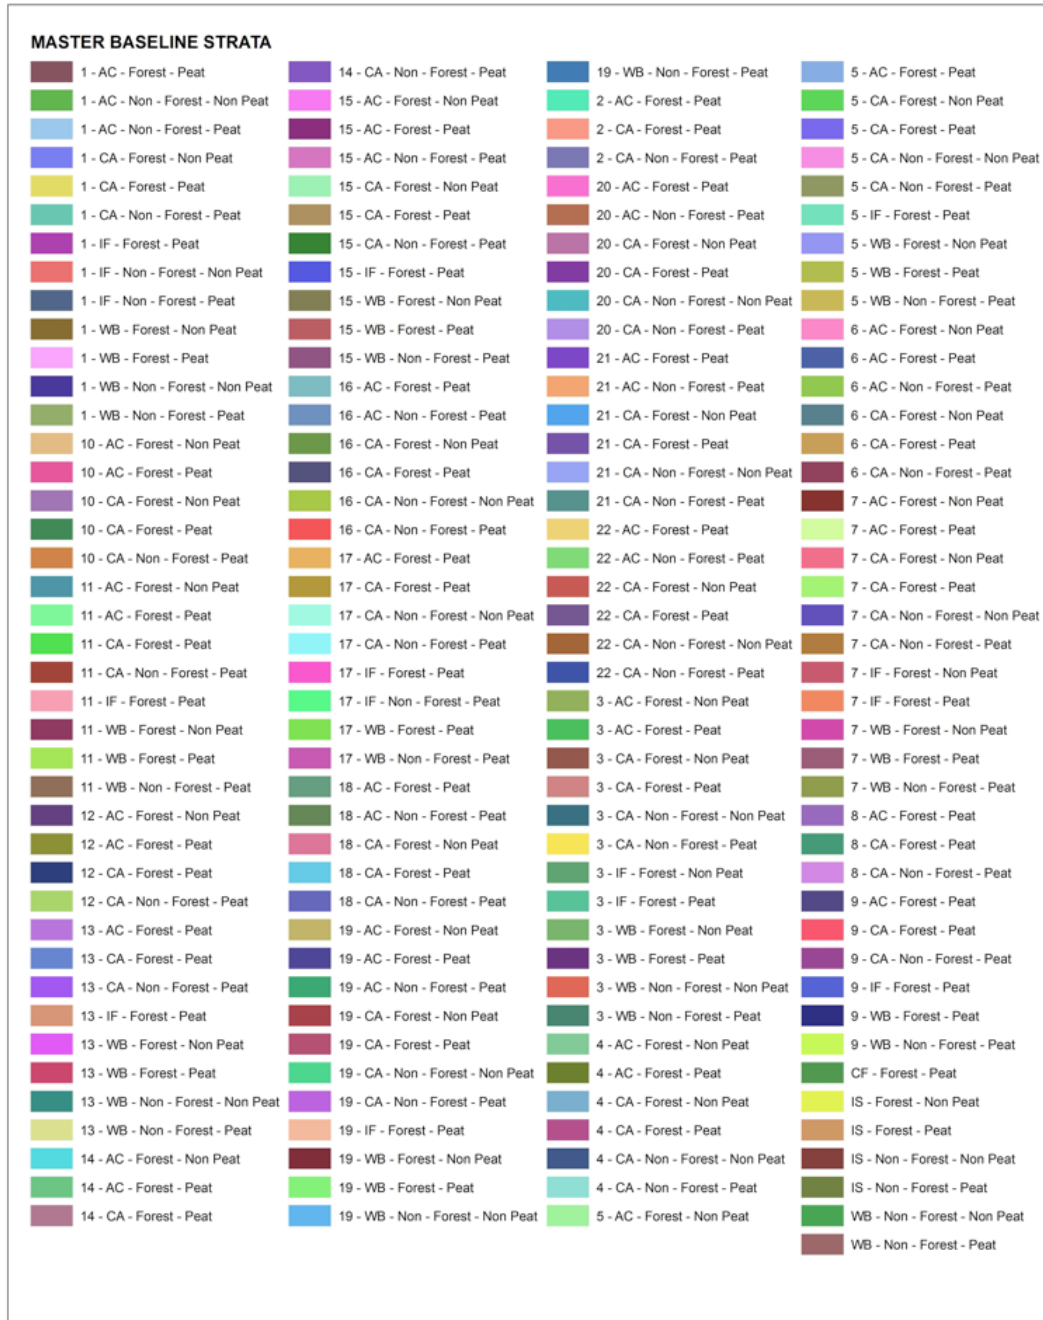 MASTER BASELINE STRATA
1 - AC - Forest - Peat
1 - AC - Non - Forest - Non Peat
1 - AC - Non - Forest - Peat
1 - CA - Forest - Non Peat
1 - CA - Forest - Peat
1 - CA - Non - Forest - Peat
1 - IF - Forest - Peat
1 - IF - Non - Forest - Non Peat
1 - IF - Non - Forest - Peat
1 - WB - Forest - Non Peat
1 - WB - Forest - Peat
1 - WB - Non - Forest - Non Peat
1 - WB - Non - Forest - Peat
10 - AC - Forest - Non Peat
10 - AC - Forest - Peat
10 - CA - Forest - Non Peat
10 - CA - Forest - Peat
10 - CA - Non - Forest - Peat
11 - AC - Forest - Non Peat
11 - AC - Forest - Peat
11 - CA - Forest - Peat
11 - CA - Non - Forest - Peat
11 - IF - Forest - Peat
11 - WB - Forest - Non Peat
11 - WB - Forest - Peat
11 - WB - Non - Forest - Peat
12 - AC - Forest - Non Peat
12 - AC - Forest - Peat
12 - CA - Forest - Peat
12 - CA - Non - Forest - Peat
13 - AC - Forest - Peat
13 - CA - Forest - Peat
13 - CA - Non - Forest - Peat
13 - IF - Forest - Peat
13 - WB - Forest - Non Peat
13 - WB - Forest - Peat
13 - WB - Non - Forest - Non Peat
13 - WB - Non - Forest - Peat
14 - AC - Forest - Non Peat
14 - AC - Forest - Peat
14 - CA - Forest - Peat
14 - CA - Non - Forest - Peat
15 - AC - Forest - Non Peat
15 - AC - Forest - Peat
15 - AC - Non - Forest - Peat
15 - CA - Forest - Non Peat
15 - CA - Forest - Peat
15 - CA - Non - Forest - Peat
15 - IF - Forest - Peat
15 - WB - Forest - Non Peat
15 - WB - Forest - Peat
15 - WB - Non - Forest - Peat
16 - AC - Forest - Peat
16 - AC - Non - Forest - Peat
16 - CA - Forest - Non Peat
16 - CA - Forest - Peat
16 - CA - Non - Forest - Non Peat
16 - CA - Non - Forest - Peat
17 - AC - Forest - Peat
17 - CA - Forest - Peat
17 - CA - Non - Forest - Non Peat
17 - CA - Non - Forest - Peat
17 - IF - Forest - Peat
17 - IF - Non - Forest - Peat
17 - WB - Forest - Peat
17 - WB - Non - Forest - Peat
18 - AC - Forest - Peat
18 - AC - Non - Forest - Peat
18 - CA - Forest - Non Peat
18 - CA - Forest - Peat
18 - CA - Non - Forest - Peat
19 - AC - Forest - Non Peat
19 - AC - Forest - Peat
19 - AC - Non - Forest - Peat
19 - CA - Forest - Non Peat
19 - CA - Forest - Peat
19 - CA - Non - Forest - Non Peat
19 - CA - Non - Forest - Peat
19 - IF - Forest - Peat
19 - WB - Forest - Non Peat
19 - WB - Forest - Peat
19 - WB - Non - Forest - Non Peat
19 - WB - Non - Forest - Peat
2 - AC - Forest - Peat
2 - CA - Forest - Peat
2 - CA - Non - Forest - Peat
20 - AC - Forest - Peat
20 - AC - Non - Forest - Peat
20 - CA - Forest - Non Peat
20 - CA - Forest - Peat
20 - CA - Non - Forest - Non Peat
20 - CA - Non - Forest - Peat
21 - AC - Forest - Peat
21 - AC - Non - Forest - Peat
21 - CA - Forest - Non Peat
21 - CA - Forest - Peat
21 - CA - Non - Forest - Non Peat
21 - CA - Non - Forest - Peat
22 - AC - Forest - Peat
22 - AC - Non - Forest - Peat
22 - CA - Forest - Non Peat
22 - CA - Forest - Peat
22 - CA - Non - Forest - Non Peat
22 - CA - Non - Forest - Peat
3 - AC - Forest - Non Peat
3 - AC - Forest - Peat
3 - CA - Forest - Non Peat
3 - CA - Forest - Peat
3 - CA - Non - Forest - Non Peat
3 - CA - Non - Forest - Peat
3 - IF - Forest - Non Peat
3 - IF - Forest - Peat
3 - WB - Forest - Non Peat
3 - WB - Forest - Peat
3 - WB - Non - Forest - Non Peat
3 - WB - Non - Forest - Peat
4 - AC - Forest - Non Peat
4 - AC - Forest - Peat
4 - CA - Forest - Non Peat
4 - CA - Forest - Peat
4 - CA - Non - Forest - Non Peat
4 - CA - Non - Forest - Peat
5 - AC - Forest - Non Peat
5 - AC - Forest - Peat
5 - CA - Forest - Non Peat
5 - CA - Forest - Peat
5 - CA - Non - Forest - Non Peat
5 - CA - Non - Forest - Peat
5 - IF - Forest - Peat
5 - WB - Forest - Non Peat
5 - WB - Forest - Peat
5 - WB - Non - Forest - Peat
6 - AC - Forest - Non Peat
6 - AC - Forest - Peat
6 - AC - Non - Forest - Peat
6 - CA - Forest - Non Peat
6 - CA - Forest - Peat
6 - CA - Non - Forest - Peat
7 - AC - Forest - Non Peat
7 - AC - Forest - Peat
7 - CA - Forest - Non Peat
7 - CA - Forest - Peat
7 - CA - Non - Forest - Non Peat
7 - CA - Non - Forest - Peat
7 - IF - Forest - Non Peat
7 - IF - Forest - Peat
7 - WB - Forest - Non Peat
7 - WB - Forest - Peat
7 - WB - Non - Forest - Peat
8 - AC - Forest - Peat
8 - CA - Forest - Peat
8 - CA - Non - Forest - Peat
9 - AC - Forest - Peat
9 - CA - Forest - Peat
9 - CA - Non - Forest - Peat
9 - IF - Forest - Peat
9 - WB - Forest - Peat
9 - WB - Non - Forest - Peat
CF - Forest - Peat
IS - Forest - Non Peat
IS - Forest - Peat
IS - Non - Forest - Non Peat
IS - Non - Forest - Peat
WB - Non - Forest - Non Peat
WB - Non - Forest - Peat